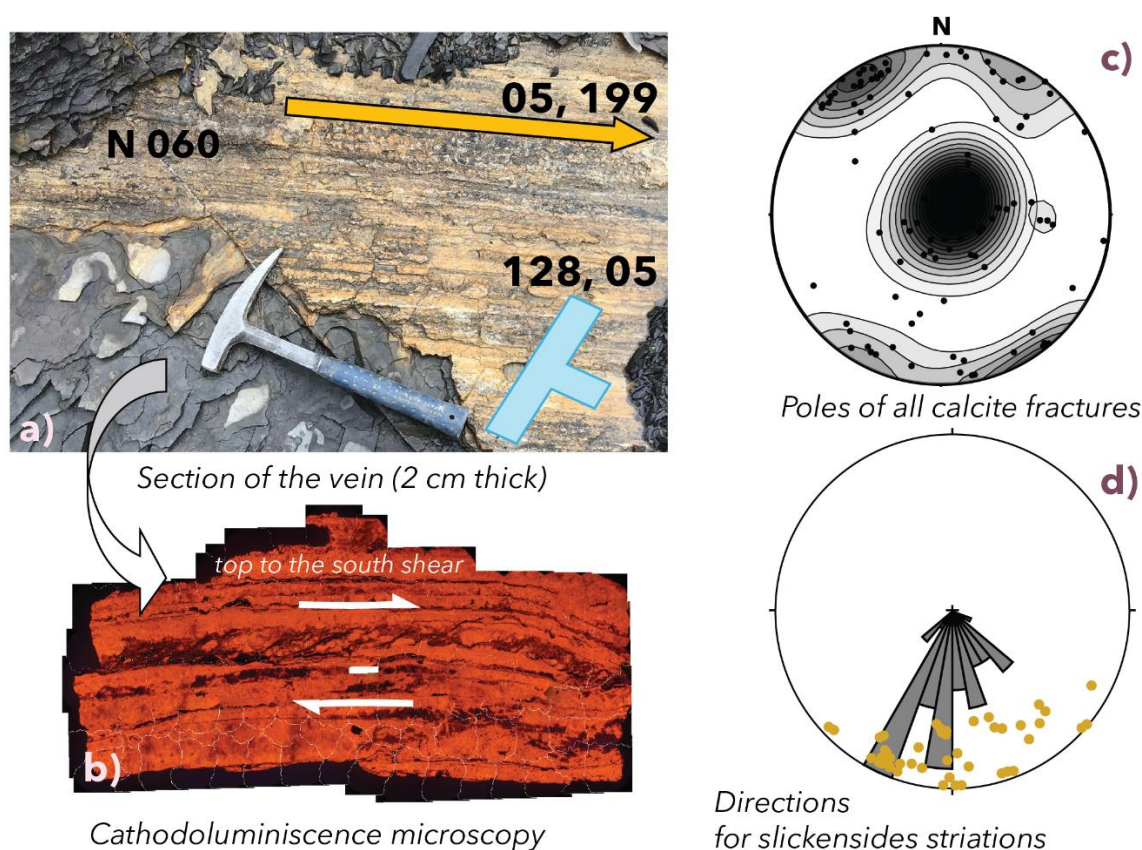 N
c)
05, 199
N 060
128, 05
a)
Poles of all calcite fractures
Section of the vein (2 cm thick)
d)
top to the south shear
b)
Directions
for slickensides striations
Cathodoluminiscence microscopy